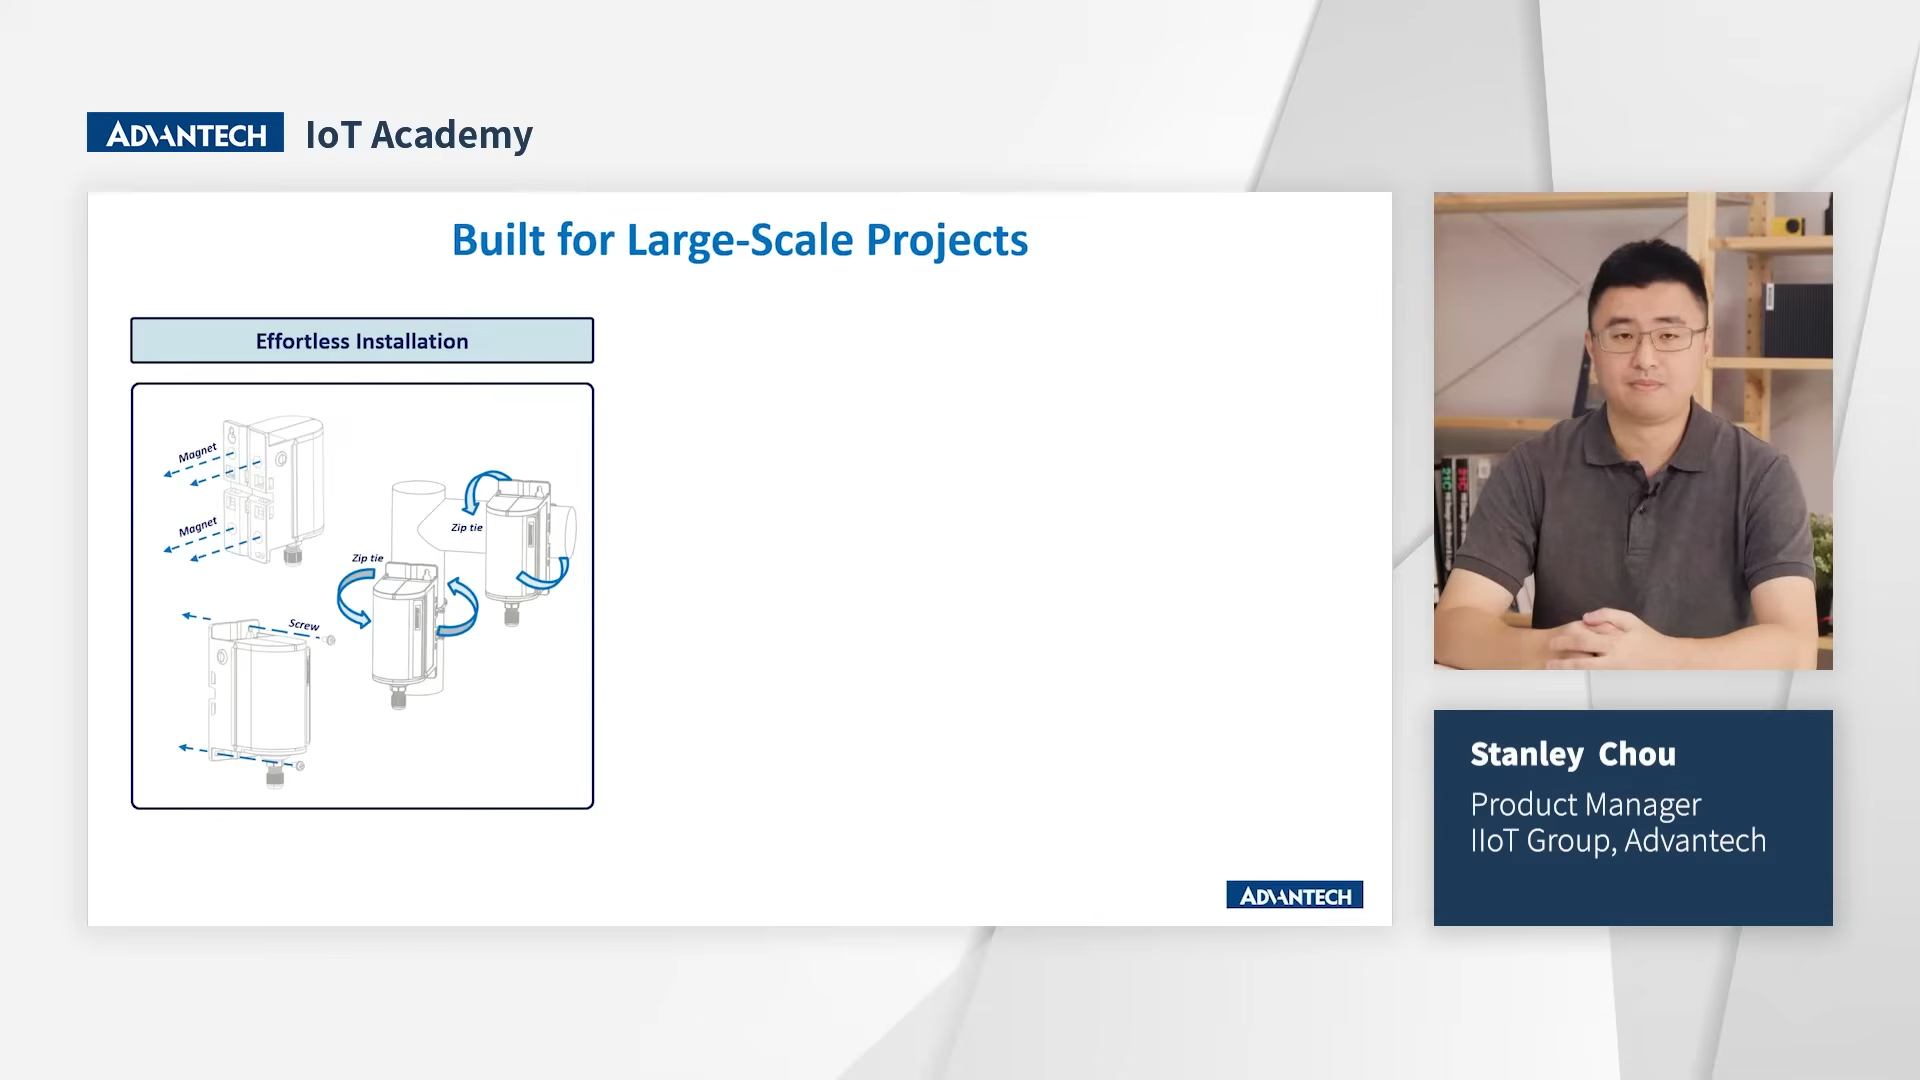 ADVANTECH IoT Academy
Built for Large-Scale Projects
Effortless Installation
Magnet
Magnet
Zip tie
Zip tie
Screw
ADVANTECH
Stanley Chou
Product Manager
IIoT Group, Advantech